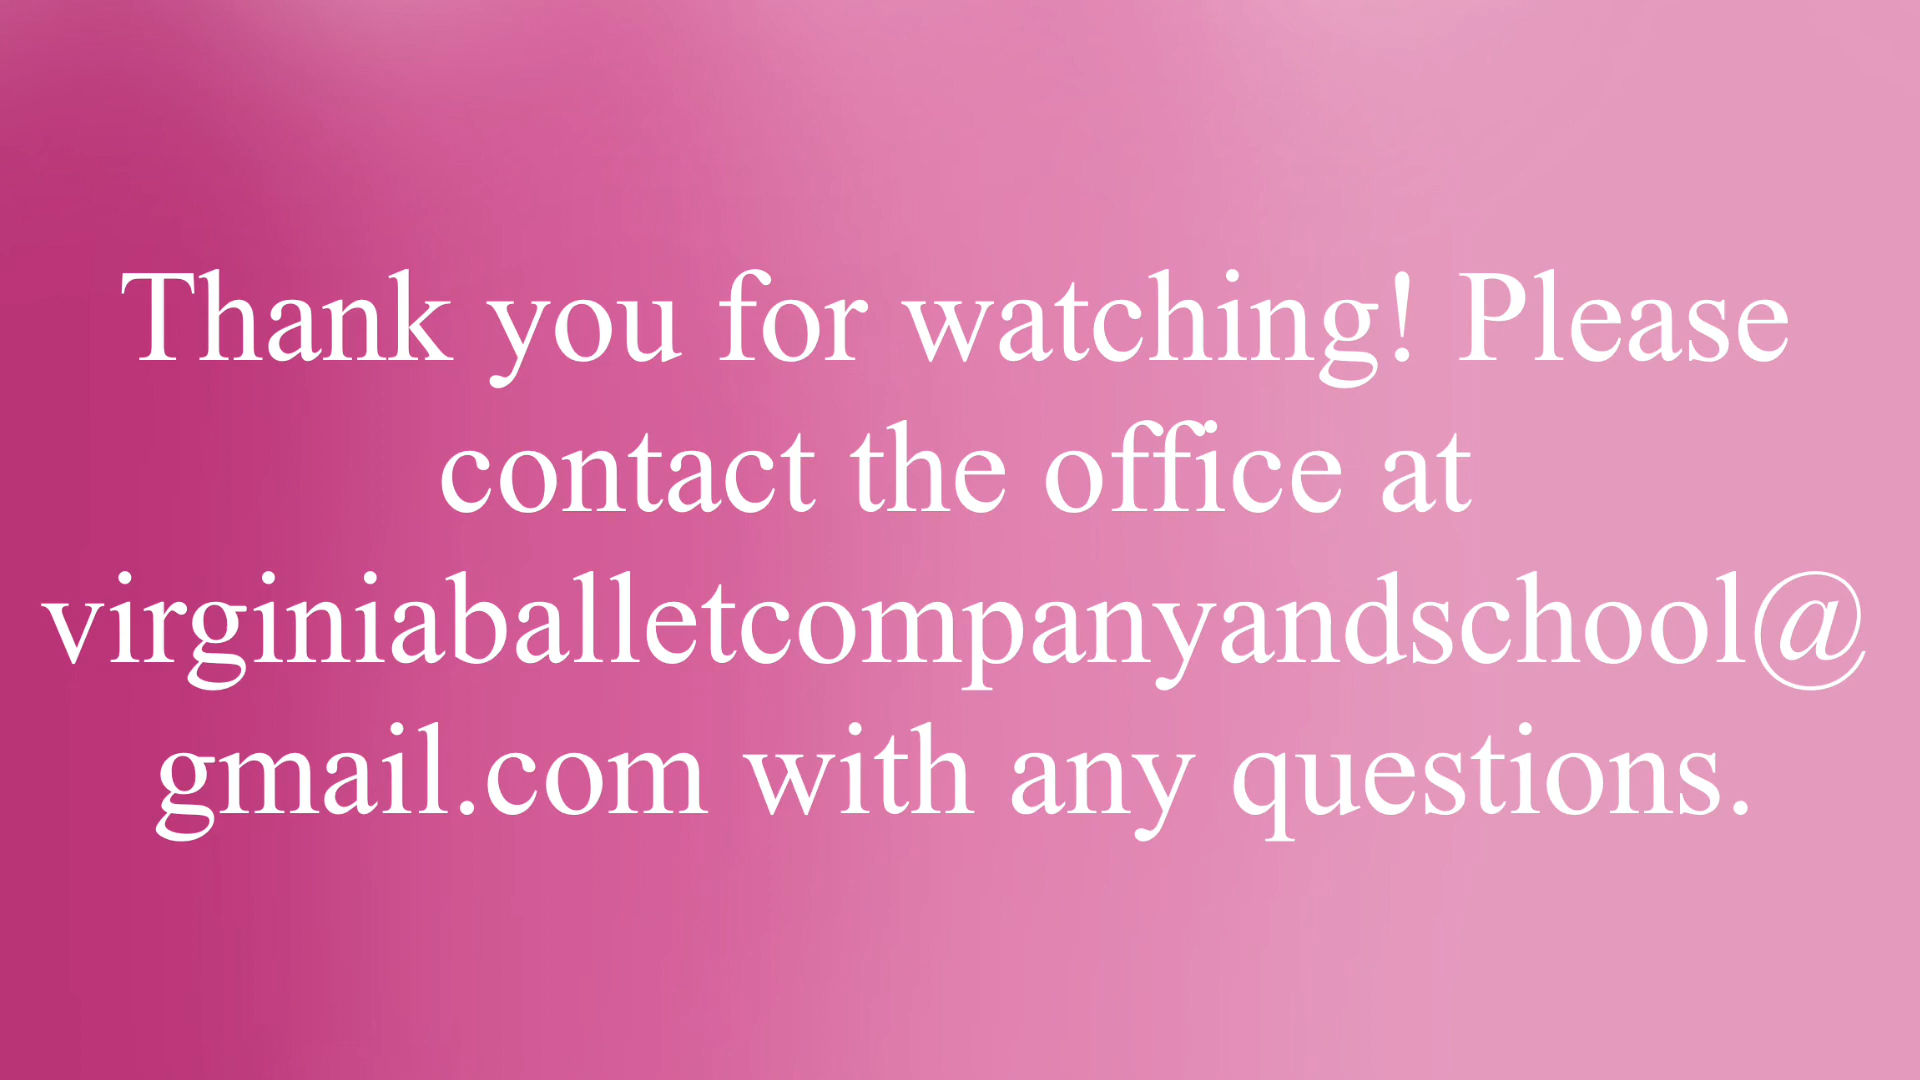 Thank you for watching! Please
contact the office at
virginiaballetcompanyandschool@
gmail.com with any questions.